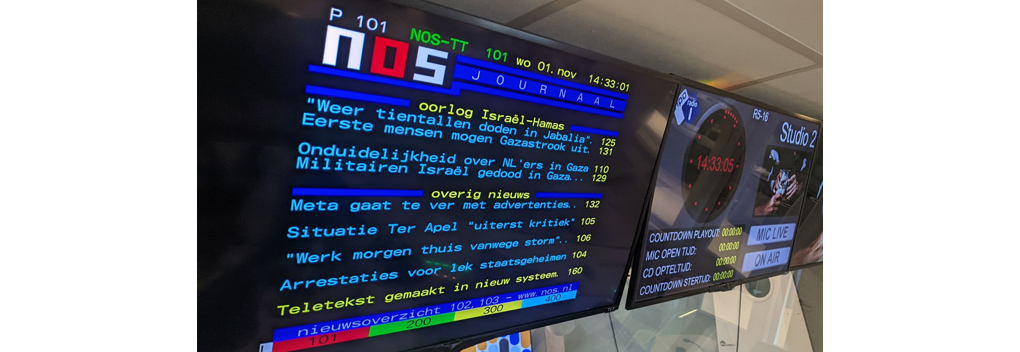 P 101
NOS-TT 101 wo 01.nov 14:33:01
nos
JOURNAAL
oorlog Israël-Hamas
"Weer tientallen doden in Jabalia". 125
Eerste mensen mogen Gazastrook uit. 131
Onduidelijkheid over NL'ers in Gaza 110
Militairen Israël gedood in Gaza... 129
overig nieuws
Meta gaat te ver met advertenties.. 132
Situatie Ter Apel "uiterst kritiek" 105
"Werk morgen thuis vanwege storm".. 106
Arrestaties voor lek staatsgeheimen 104
Teletekst gemaakt in nieuw systeem. 160
nieuwsoverzicht 102,103 - www.nos.nl
101 200 300 400
radio
1
RS-16
Studio 2
14:33:05
COUNTDOWN PLAYOUT: 00:00:00
MIC OPEN TIJD: 00:00:00
CD OPTELTIJD: 00:00:00
COUNTDOWN STERTIJD: 00:00:00
MIC LIVE
ON AIR